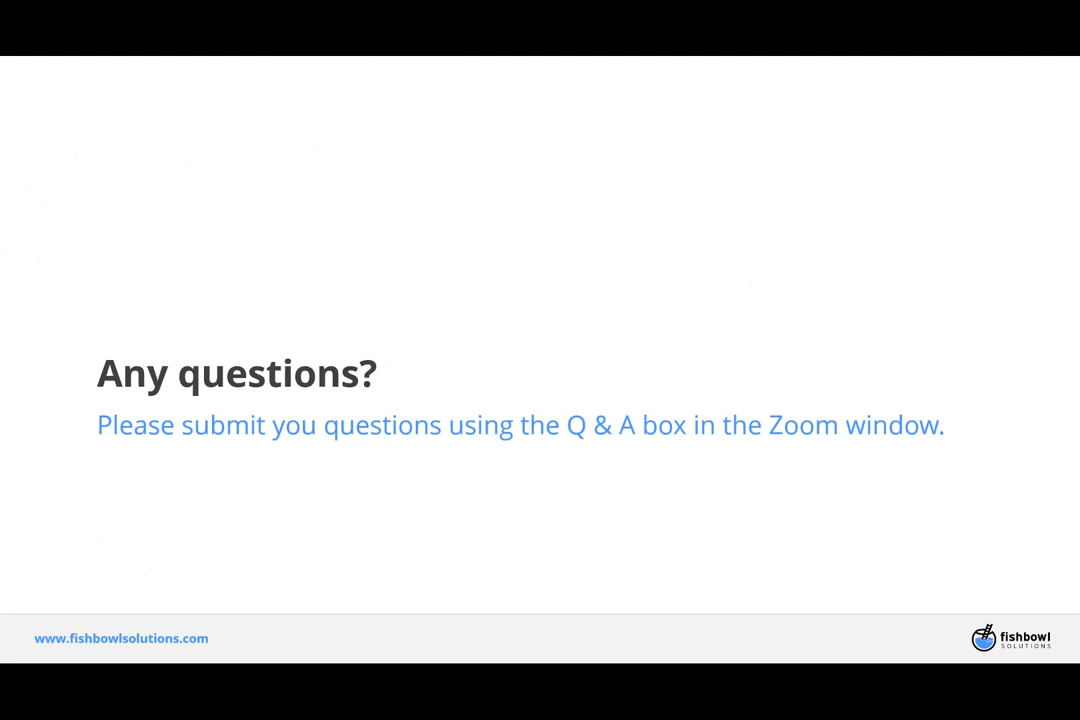 Any questions?
Please submit you questions using the Q & A box in the Zoom window.
www.fishbowlsolutions.com
fishbowl
SOLUTIONS